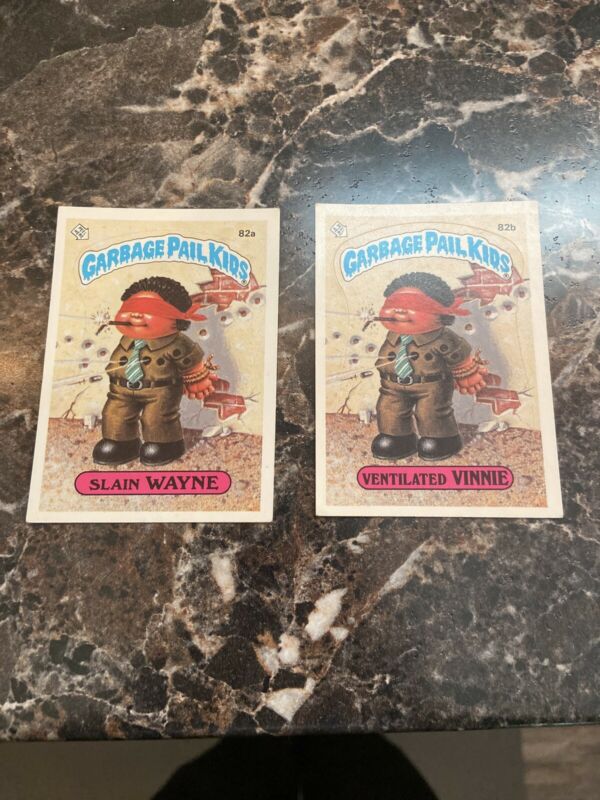 82a
GARBAGE PAIL KIDS
SLAIN WAYNE
82b
GARBAGE PAIL KIDS
VENTILATED VINNIE